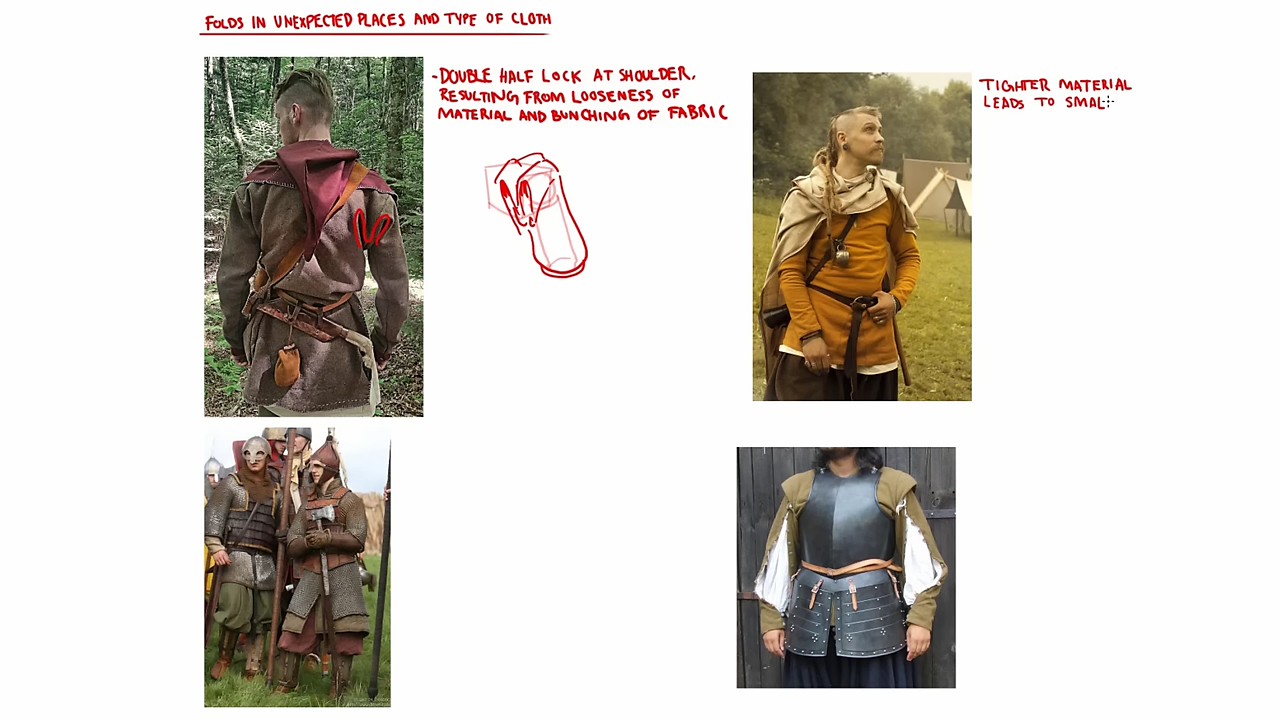 FOLDS IN UNEXPECTED PLACES AND TYPE OF CLOTH
-DOUBLE HALF LOCK AT SHOULDER,
RESULTING FROM LOOSENESS OF
MATERIAL AND BUNCHING OF FABRIC
TIGHTER MATERIAL
LEADS TO SMAL